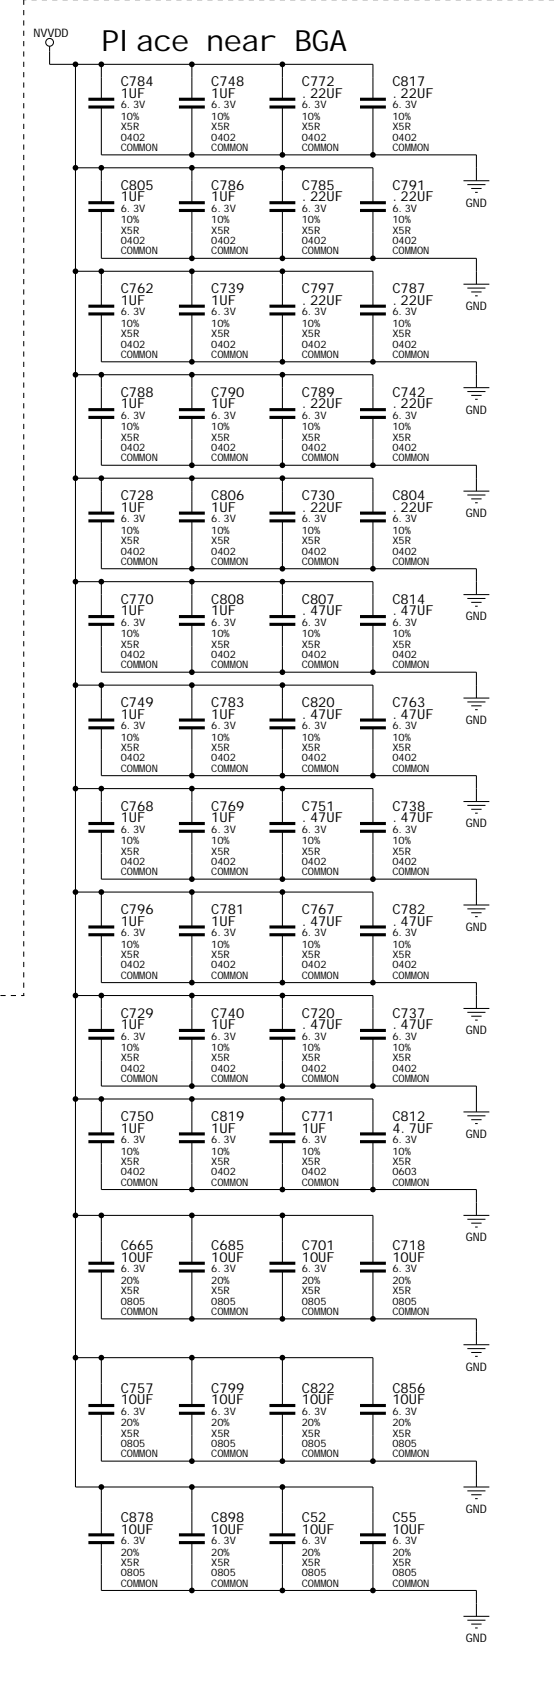 NVVDD
Place near BGA
C784 C748 C772 C817
1UF 1UF .22UF .22UF
6.3V 6.3V 6.3V 6.3V
10% 10% 10% 10%
X5R X5R X5R X5R
0402 0402 0402 0402
COMMON COMMON COMMON COMMON
GND
C805 C786 C785 C791
1UF 1UF .22UF .22UF
6.3V 6.3V 6.3V 6.3V
10% 10% 10% 10%
X5R X5R X5R X5R
0402 0402 0402 0402
COMMON COMMON COMMON COMMON
GND
C762 C739 C797 C787
1UF 1UF .22UF .22UF
6.3V 6.3V 6.3V 6.3V
10% 10% 10% 10%
X5R X5R X5R X5R
0402 0402 0402 0402
COMMON COMMON COMMON COMMON
GND
C788 C790 C789 C742
1UF 1UF .22UF .22UF
6.3V 6.3V 6.3V 6.3V
10% 10% 10% 10%
X5R X5R X5R X5R
0402 0402 0402 0402
COMMON COMMON COMMON COMMON
GND
C728 C806 C730 C804
1UF 1UF .22UF .22UF
6.3V 6.3V 6.3V 6.3V
10% 10% 10% 10%
X5R X5R X5R X5R
0402 0402 0402 0402
COMMON COMMON COMMON COMMON
GND
C770 C808 C807 C814
1UF 1UF .47UF .47UF
6.3V 6.3V 6.3V 6.3V
10% 10% 10% 10%
X5R X5R X5R X5R
0402 0402 0402 0402
COMMON COMMON COMMON COMMON
GND
C749 C783 C820 C763
1UF 1UF .47UF .47UF
6.3V 6.3V 6.3V 6.3V
10% 10% 10% 10%
X5R X5R X5R X5R
0402 0402 0402 0402
COMMON COMMON COMMON COMMON
GND
C768 C769 C751 C738
1UF 1UF .47UF .47UF
6.3V 6.3V 6.3V 6.3V
10% 10% 10% 10%
X5R X5R X5R X5R
0402 0402 0402 0402
COMMON COMMON COMMON COMMON
GND
C796 C781 C767 C782
1UF 1UF .47UF .47UF
6.3V 6.3V 6.3V 6.3V
10% 10% 10% 10%
X5R X5R X5R X5R
0402 0402 0402 0402
COMMON COMMON COMMON COMMON
GND
C729 C740 C720 C737
1UF 1UF .47UF .47UF
6.3V 6.3V 6.3V 6.3V
10% 10% 10% 10%
X5R X5R X5R X5R
0402 0402 0402 0402
COMMON COMMON COMMON COMMON
GND
C750 C819 C771 C812
1UF 1UF 1UF 4.7UF
6.3V 6.3V 6.3V 6.3V
10% 10% 10% 10%
X5R X5R X5R X5R
0402 0402 0402 0603
COMMON COMMON COMMON COMMON
GND
C665 C685 C701 C718
10UF 10UF 10UF 10UF
6.3V 6.3V 6.3V 6.3V
20% 20% 20% 20%
X5R X5R X5R X5R
0805 0805 0805 0805
COMMON COMMON COMMON COMMON
GND
C757 C799 C822 C856
10UF 10UF 10UF 10UF
6.3V 6.3V 6.3V 6.3V
20% 20% 20% 20%
X5R X5R X5R X5R
0805 0805 0805 0805
COMMON COMMON COMMON COMMON
GND
C878 C898 C52 C55
10UF 10UF 10UF 10UF
6.3V 6.3V 6.3V 6.3V
20% 20% 20% 20%
X5R X5R X5R X5R
0805 0805 0805 0805
COMMON COMMON COMMON COMMON
GND